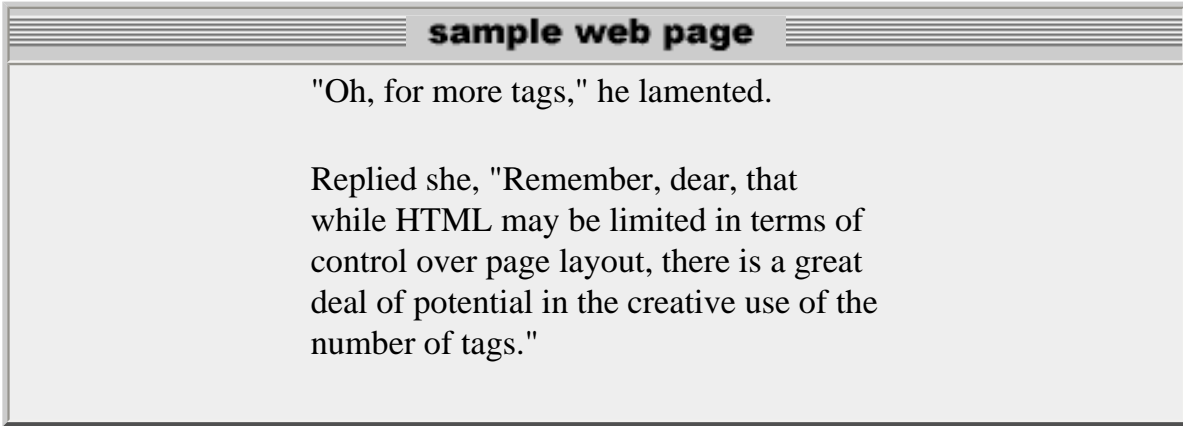 sample web page
"Oh, for more tags," he lamented.
Replied she, "Remember, dear, that
while HTML may be limited in terms of
control over page layout, there is a great
deal of potential in the creative use of the
number of tags."